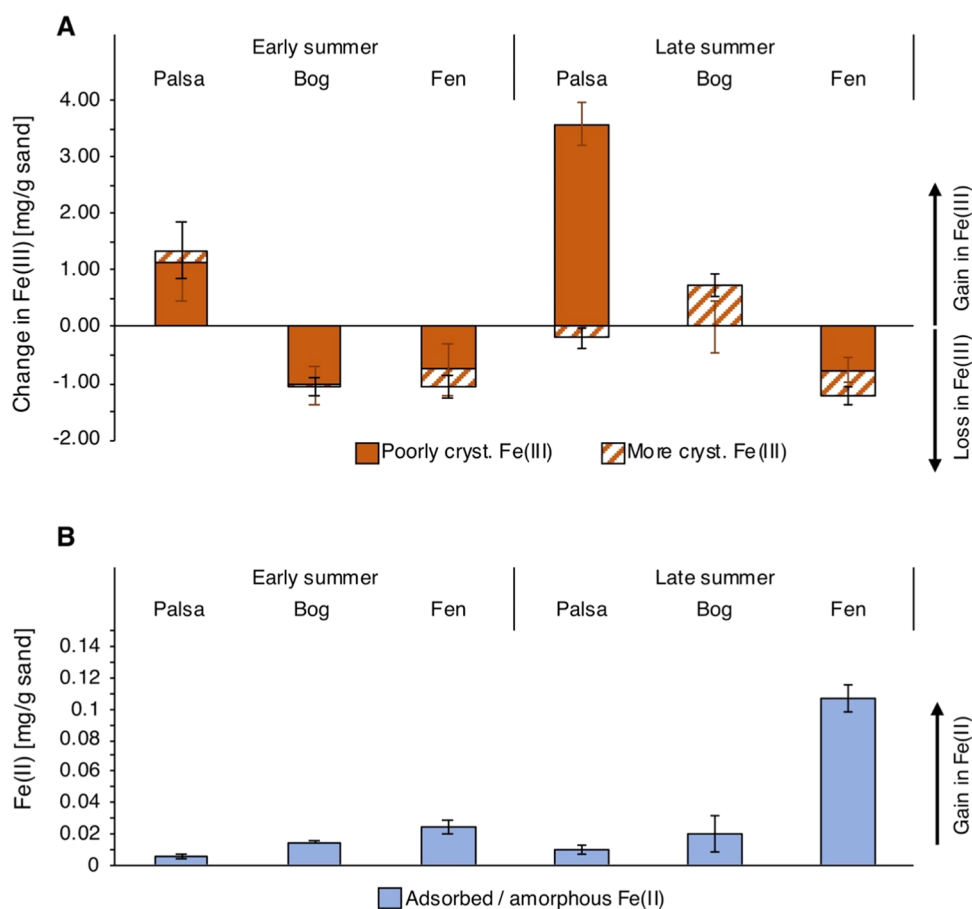 A
Early summer
Late summer
Palsa
Bog
Fen
Palsa
Bog
Fen
Change in Fe(III) [mg/g sand]
4.00
3.00
2.00
1.00
0.00
-1.00
-2.00
Gain in Fe(III)
Loss in Fe(III)
Poorly cryst. Fe(III)
More cryst. Fe(III)
B
Early summer
Late summer
Palsa
Bog
Fen
Palsa
Bog
Fen
Fe(II) [mg/g sand]
0.14
0.12
0.1
0.08
0.06
0.04
0.02
0
Gain in Fe(II)
Adsorbed / amorphous Fe(II)